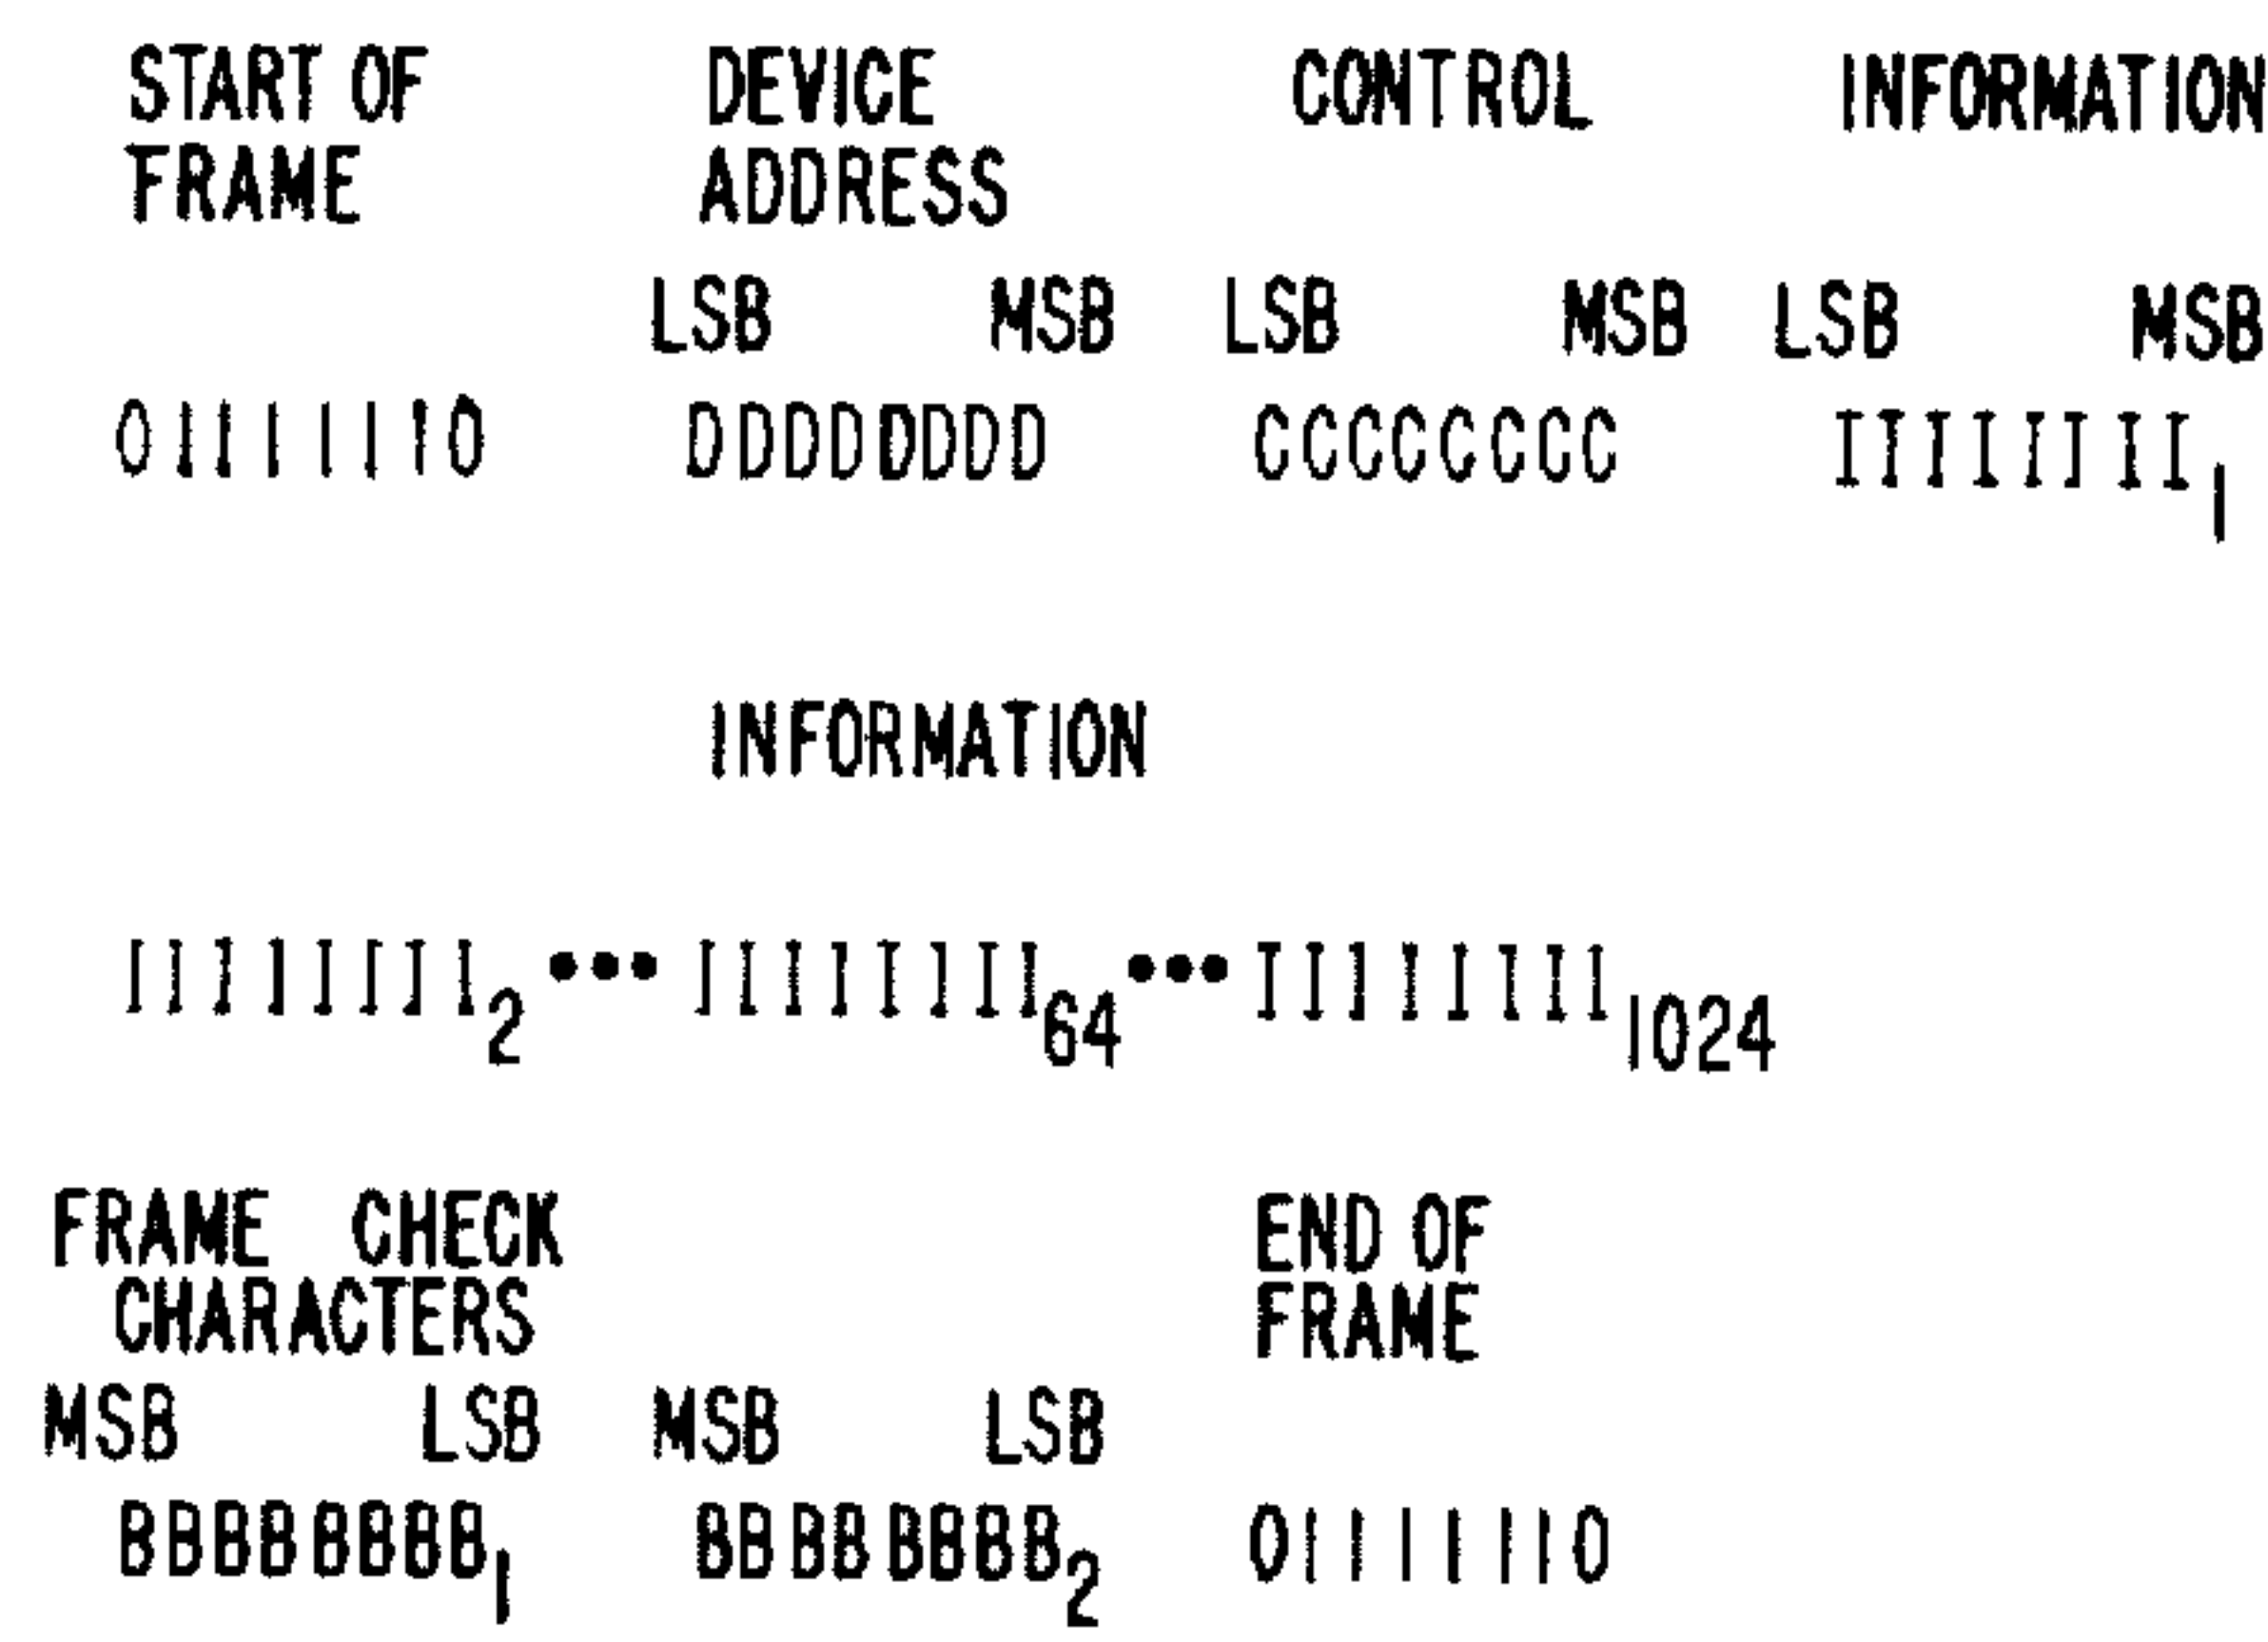 START OF DEVICE CONTROL INFORMATION
FRAME ADDRESS
LSB MSB LSB MSB LSB MSB
01111110 DDDDDDDD CCCCCCCC IIIIIIII1
INFORMATION
IIIIIIII2 ••• IIIIIIII64 ••• IIIIIIII1024
FRAME CHECK END OF
CHARACTERS FRAME
MSB LSB MSB LSB
BBBBBBBB1 BBBBBBBB2 01111110